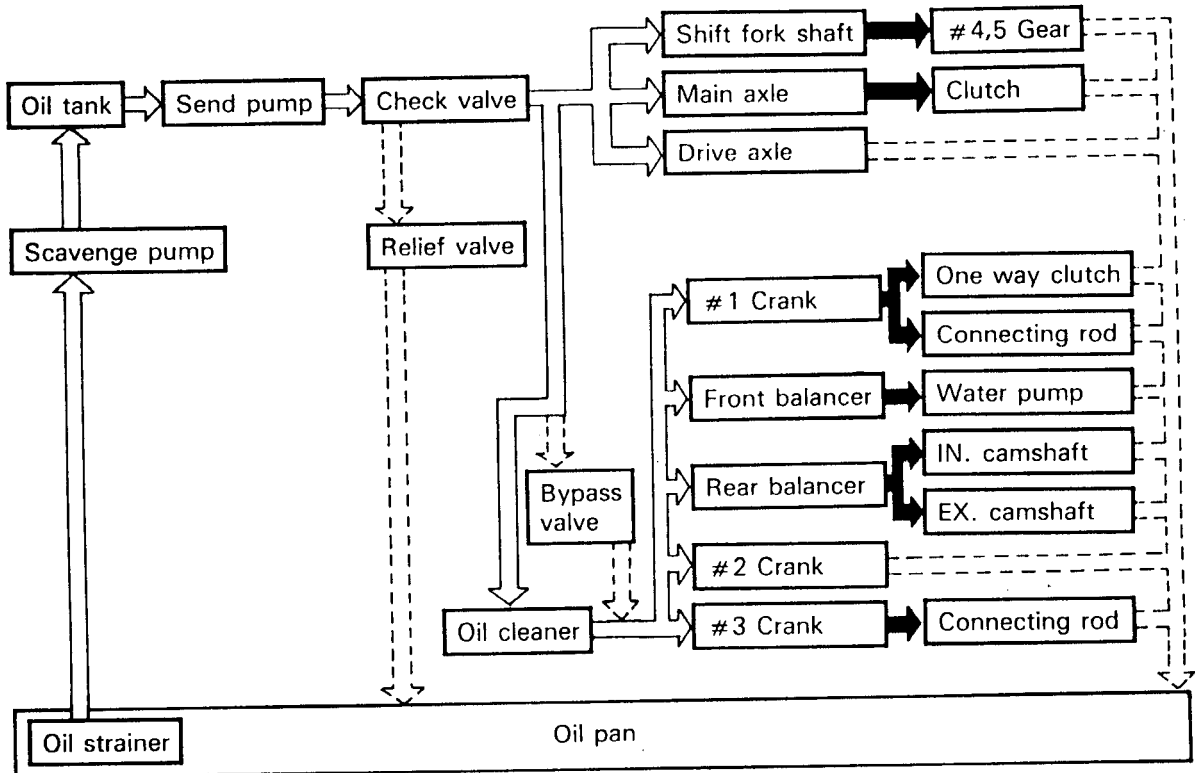 Shift fork shaft
#4,5 Gear
Oil tank
Send pump
Check valve
Main axle
Clutch
Drive axle
Scavenge pump
Relief valve
#1 Crank
One way clutch
Connecting rod
Front balancer
Water pump
Rear balancer
IN. camshaft
EX. camshaft
Bypass
valve
#2 Crank
Oil cleaner
#3 Crank
Connecting rod
Oil strainer
Oil pan